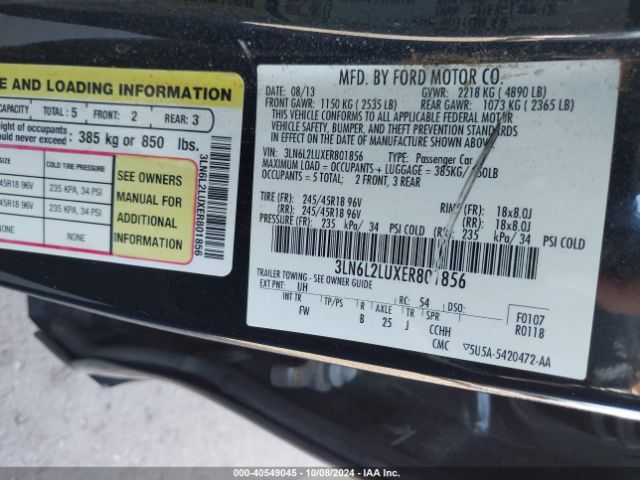 E AND LOADING INFORMATION
CAPACITY TOTAL: 5 FRONT: 2 REAR: 3
eight of occupants
ould never exceed: 385 kg or 850 lbs.
SIZE COLD TIRE PRESSURE
45R18 96V 235 KPA, 34 PSI
45R18 96V 235 KPA, 34 PSI
NONE NONE
SEE OWNERS
MANUAL FOR
ADDITIONAL
INFORMATION
3LN6L2LUXER801856
MFD. BY FORD MOTOR CO.
DATE: 08/13 GVWR: 2218 KG ( 4890 LB)
FRONT GAWR: 1150 KG ( 2535 LB) REAR GAWR: 1073 KG ( 2365 LB)
THIS VEHICLE CONFORMS TO ALL APPLICABLE FEDERAL MOTOR
VEHICLE SAFETY, BUMPER, AND THEFT PREVENTION STANDARDS
IN EFFECT ON THE DATE OF MANUFACTURE SHOWN ABOVE.
VIN: 3LN6L2LUXER801856 TYPE: Passenger Car
MAXIMUM LOAD = OCCUPANTS + LUGGAGE = 385KG/ 850LB
OCCUPANTS = 5 TOTAL: 2 FRONT, 3 REAR
TIRE (FR): 245/45R18 96V RIMS (FR): 18x8.0J
(RR): 245/45R18 96V (RR): 18x8.0J
PRESSURE (FR): 235 kPa/ 34 PSI COLD (RR): 235 kPa/ 34 PSI COLD
3LN6L2LUXER801856
TRAILER TOWING - SEE OWNER GUIDE
EXT PNT: UH RC: 54 DSO:
INT TR TP/PS R AXLE TR SPR
FW B 25 J CCHH
F0107
R0118
CMC 5U5A-5420472-AA
000-40549045 - 10/08/2024 - IAA Inc.